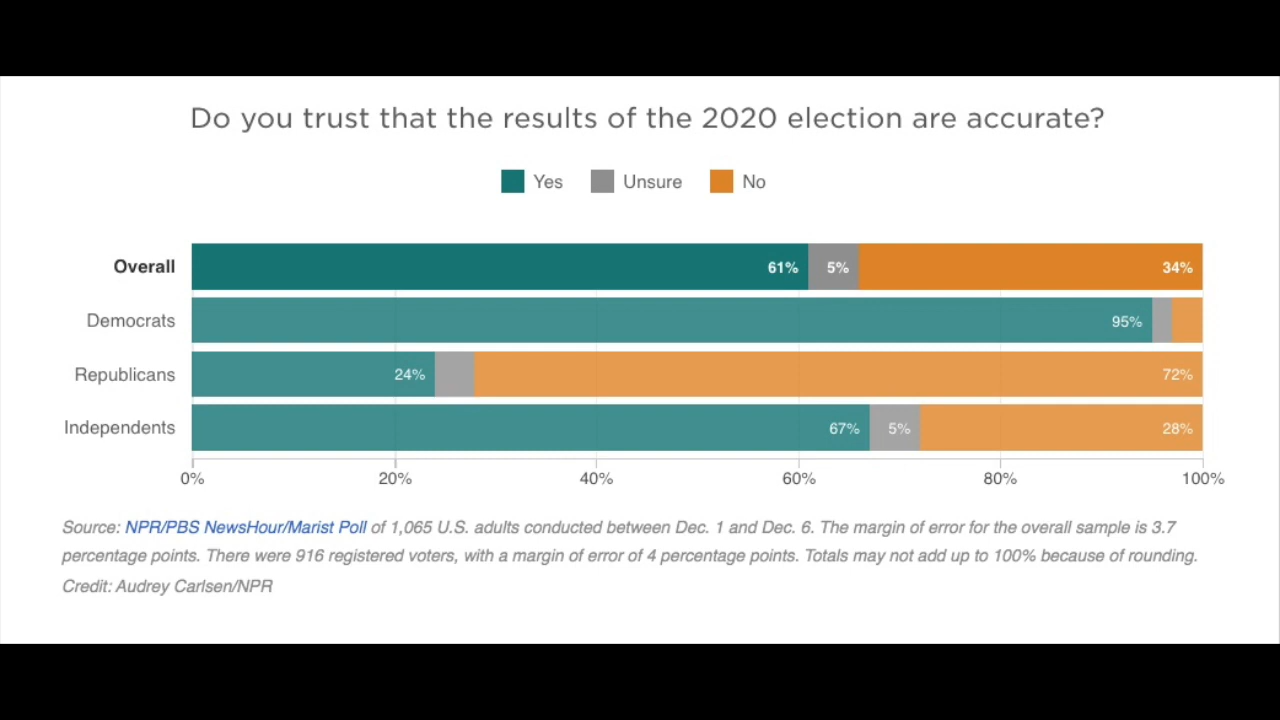 Do you trust that the results of the 2020 election are accurate?
Yes Unsure No
Overall 61% 5% 34%
Democrats 95%
Republicans 24% 72%
Independents 67% 5% 28%
0% 20% 40% 60% 80% 100%
Source: NPR/PBS NewsHour/Marist Poll of 1,065 U.S. adults conducted between Dec. 1 and Dec. 6. The margin of error for the overall sample is 3.7
percentage points. There were 916 registered voters, with a margin of error of 4 percentage points. Totals may not add up to 100% because of rounding.
Credit: Audrey Carlsen/NPR